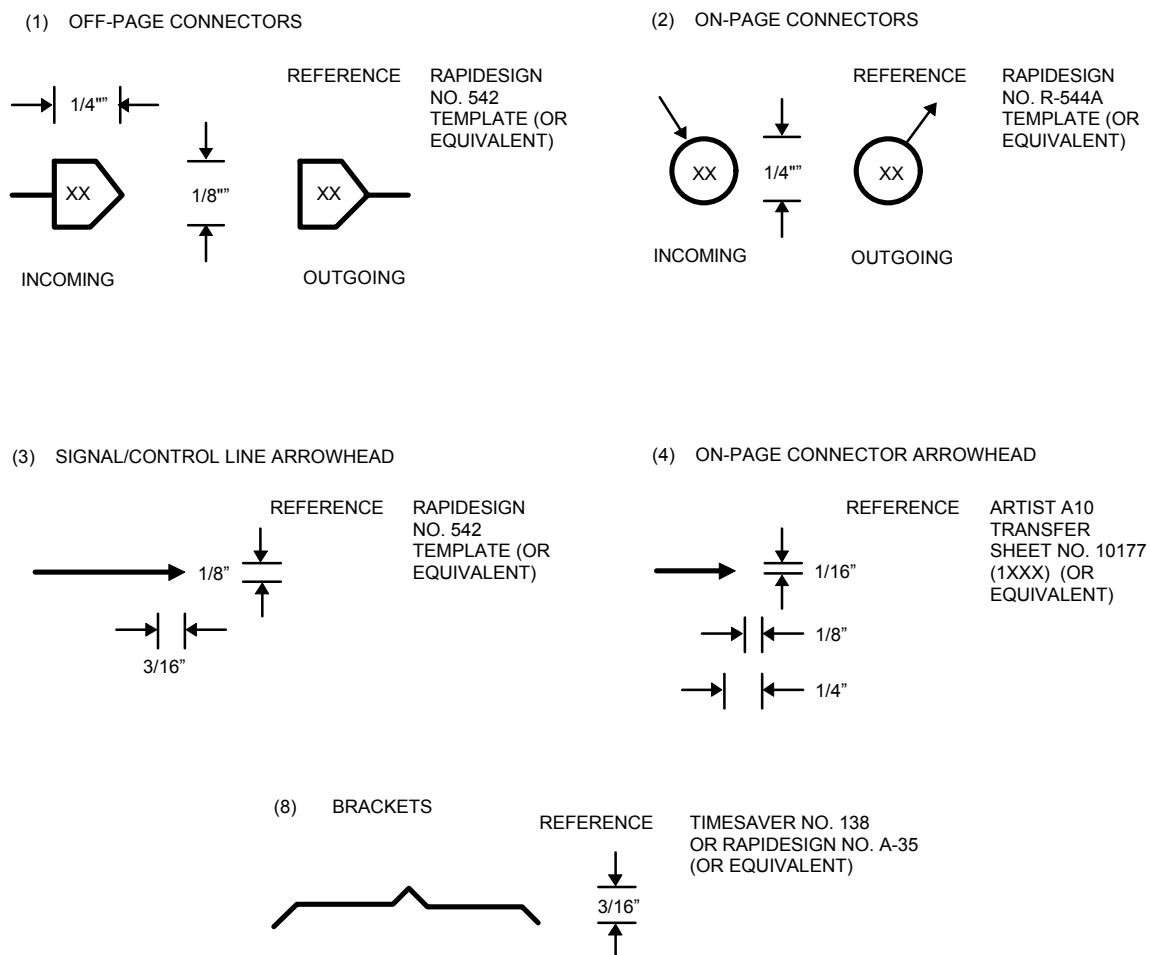 (1) OFF-PAGE CONNECTORS
REFERENCE RAPIDESIGN
NO. 542
TEMPLATE (OR
EQUIVALENT)
1/4"”
XX
1/8"”
XX
INCOMING
OUTGOING
(2) ON-PAGE CONNECTORS
REFERENCE RAPIDESIGN
NO. R-544A
TEMPLATE (OR
EQUIVALENT)
XX
1/4"”
XX
INCOMING
OUTGOING
(3) SIGNAL/CONTROL LINE ARROWHEAD
REFERENCE RAPIDESIGN
NO. 542
TEMPLATE (OR
EQUIVALENT)
1/8”
3/16”
(4) ON-PAGE CONNECTOR ARROWHEAD
REFERENCE ARTIST A10
TRANSFER
SHEET NO. 10177
(1XXX) (OR
EQUIVALENT)
1/16”
1/8”
1/4”
(8) BRACKETS
REFERENCE TIMESAVER NO. 138
OR RAPIDESIGN NO. A-35
(OR EQUIVALENT)
3/16”